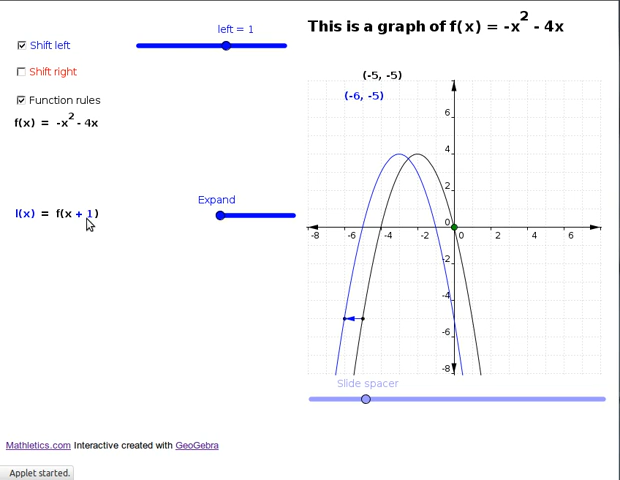 left = 1
This is a graph of f(x) = -x² - 4x
Shift left
Shift right
Function rules
f(x) = -x² - 4x
l(x) = f(x + 1)
Expand
(-5, -5)
(-6, -5)
6
4
2
-8 -6 -4 -2 0 2 4 6
0
-2
-4
-6
-8
Slide spacer
Mathletics.com Interactive created with GeoGebra
Applet started.